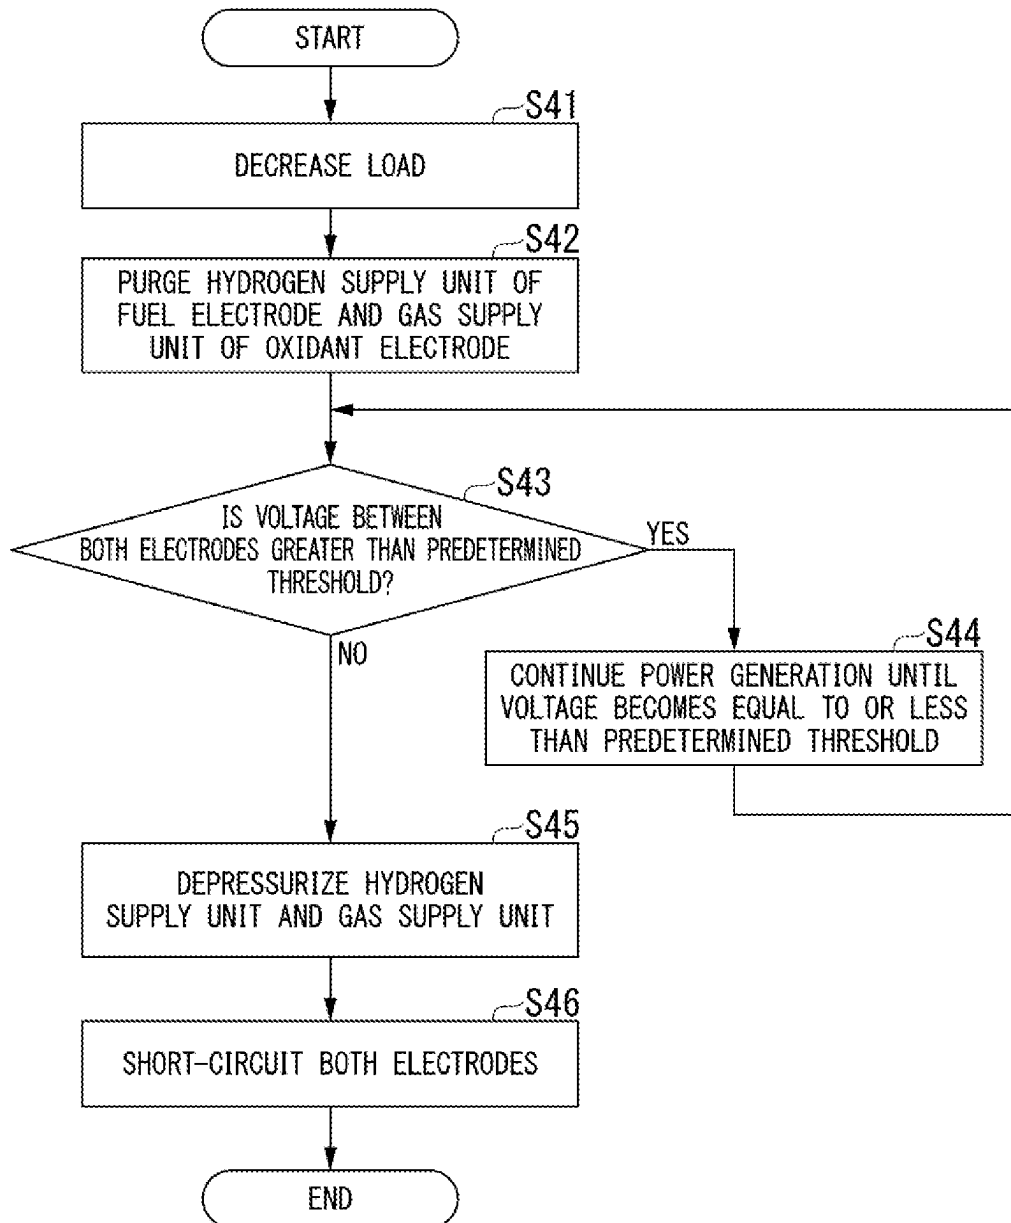 START
S41
DECREASE LOAD
S42
PURGE HYDROGEN SUPPLY UNIT OF
FUEL ELECTRODE AND GAS SUPPLY
UNIT OF OXIDANT ELECTRODE
S43
IS VOLTAGE BETWEEN
BOTH ELECTRODES GREATER THAN PREDETERMINED
THRESHOLD?
YES
NO
S44
CONTINUE POWER GENERATION UNTIL
VOLTAGE BECOMES EQUAL TO OR LESS
THAN PREDETERMINED THRESHOLD
S45
DEPRESSURIZE HYDROGEN
SUPPLY UNIT AND GAS SUPPLY UNIT
S46
SHORT-CIRCUIT BOTH ELECTRODES
END